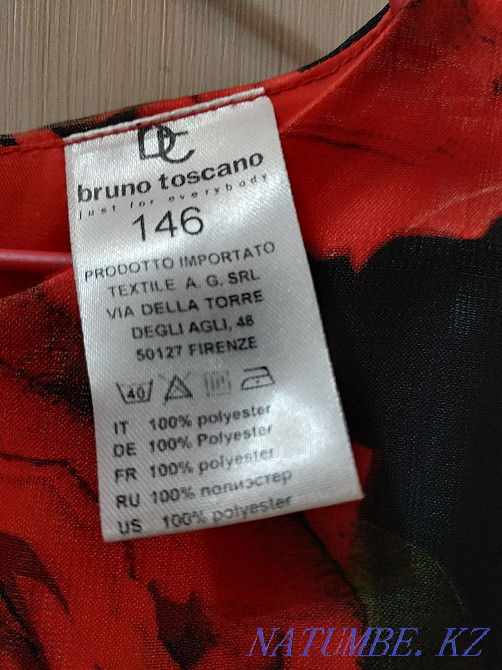 DC
bruno toscano
just for everybody
146
PRODOTTO IMPORTATO
TEXTILE A. G. SRL
VIA DELLA TORRE
DEGLI AGLI, 48
50127 FIRENZE
40
IT 100% polyester
DE 100% Polyester
FR 100% polyester
RU 100% полиэстер
US 100% polyester
NATUMBE. KZ